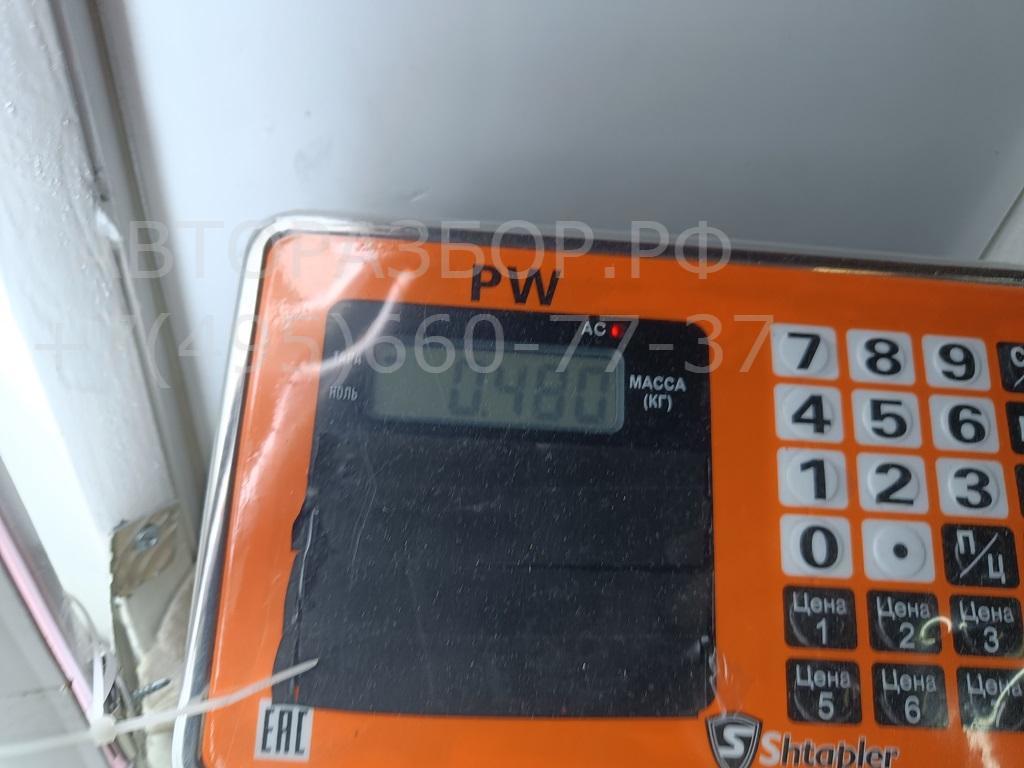 АВТОРАЗБОР.РФ
+7(495)660-77-37
PW
AC
ТАРА
НОЛЬ
0.480
МАССА
(КГ)
7 8 9
4 5 6
1 2 3
0 . П/Ц
Цена 1 Цена 2 Цена 3
Цена 5 Цена 6 Цена
EAC
S Shtapler